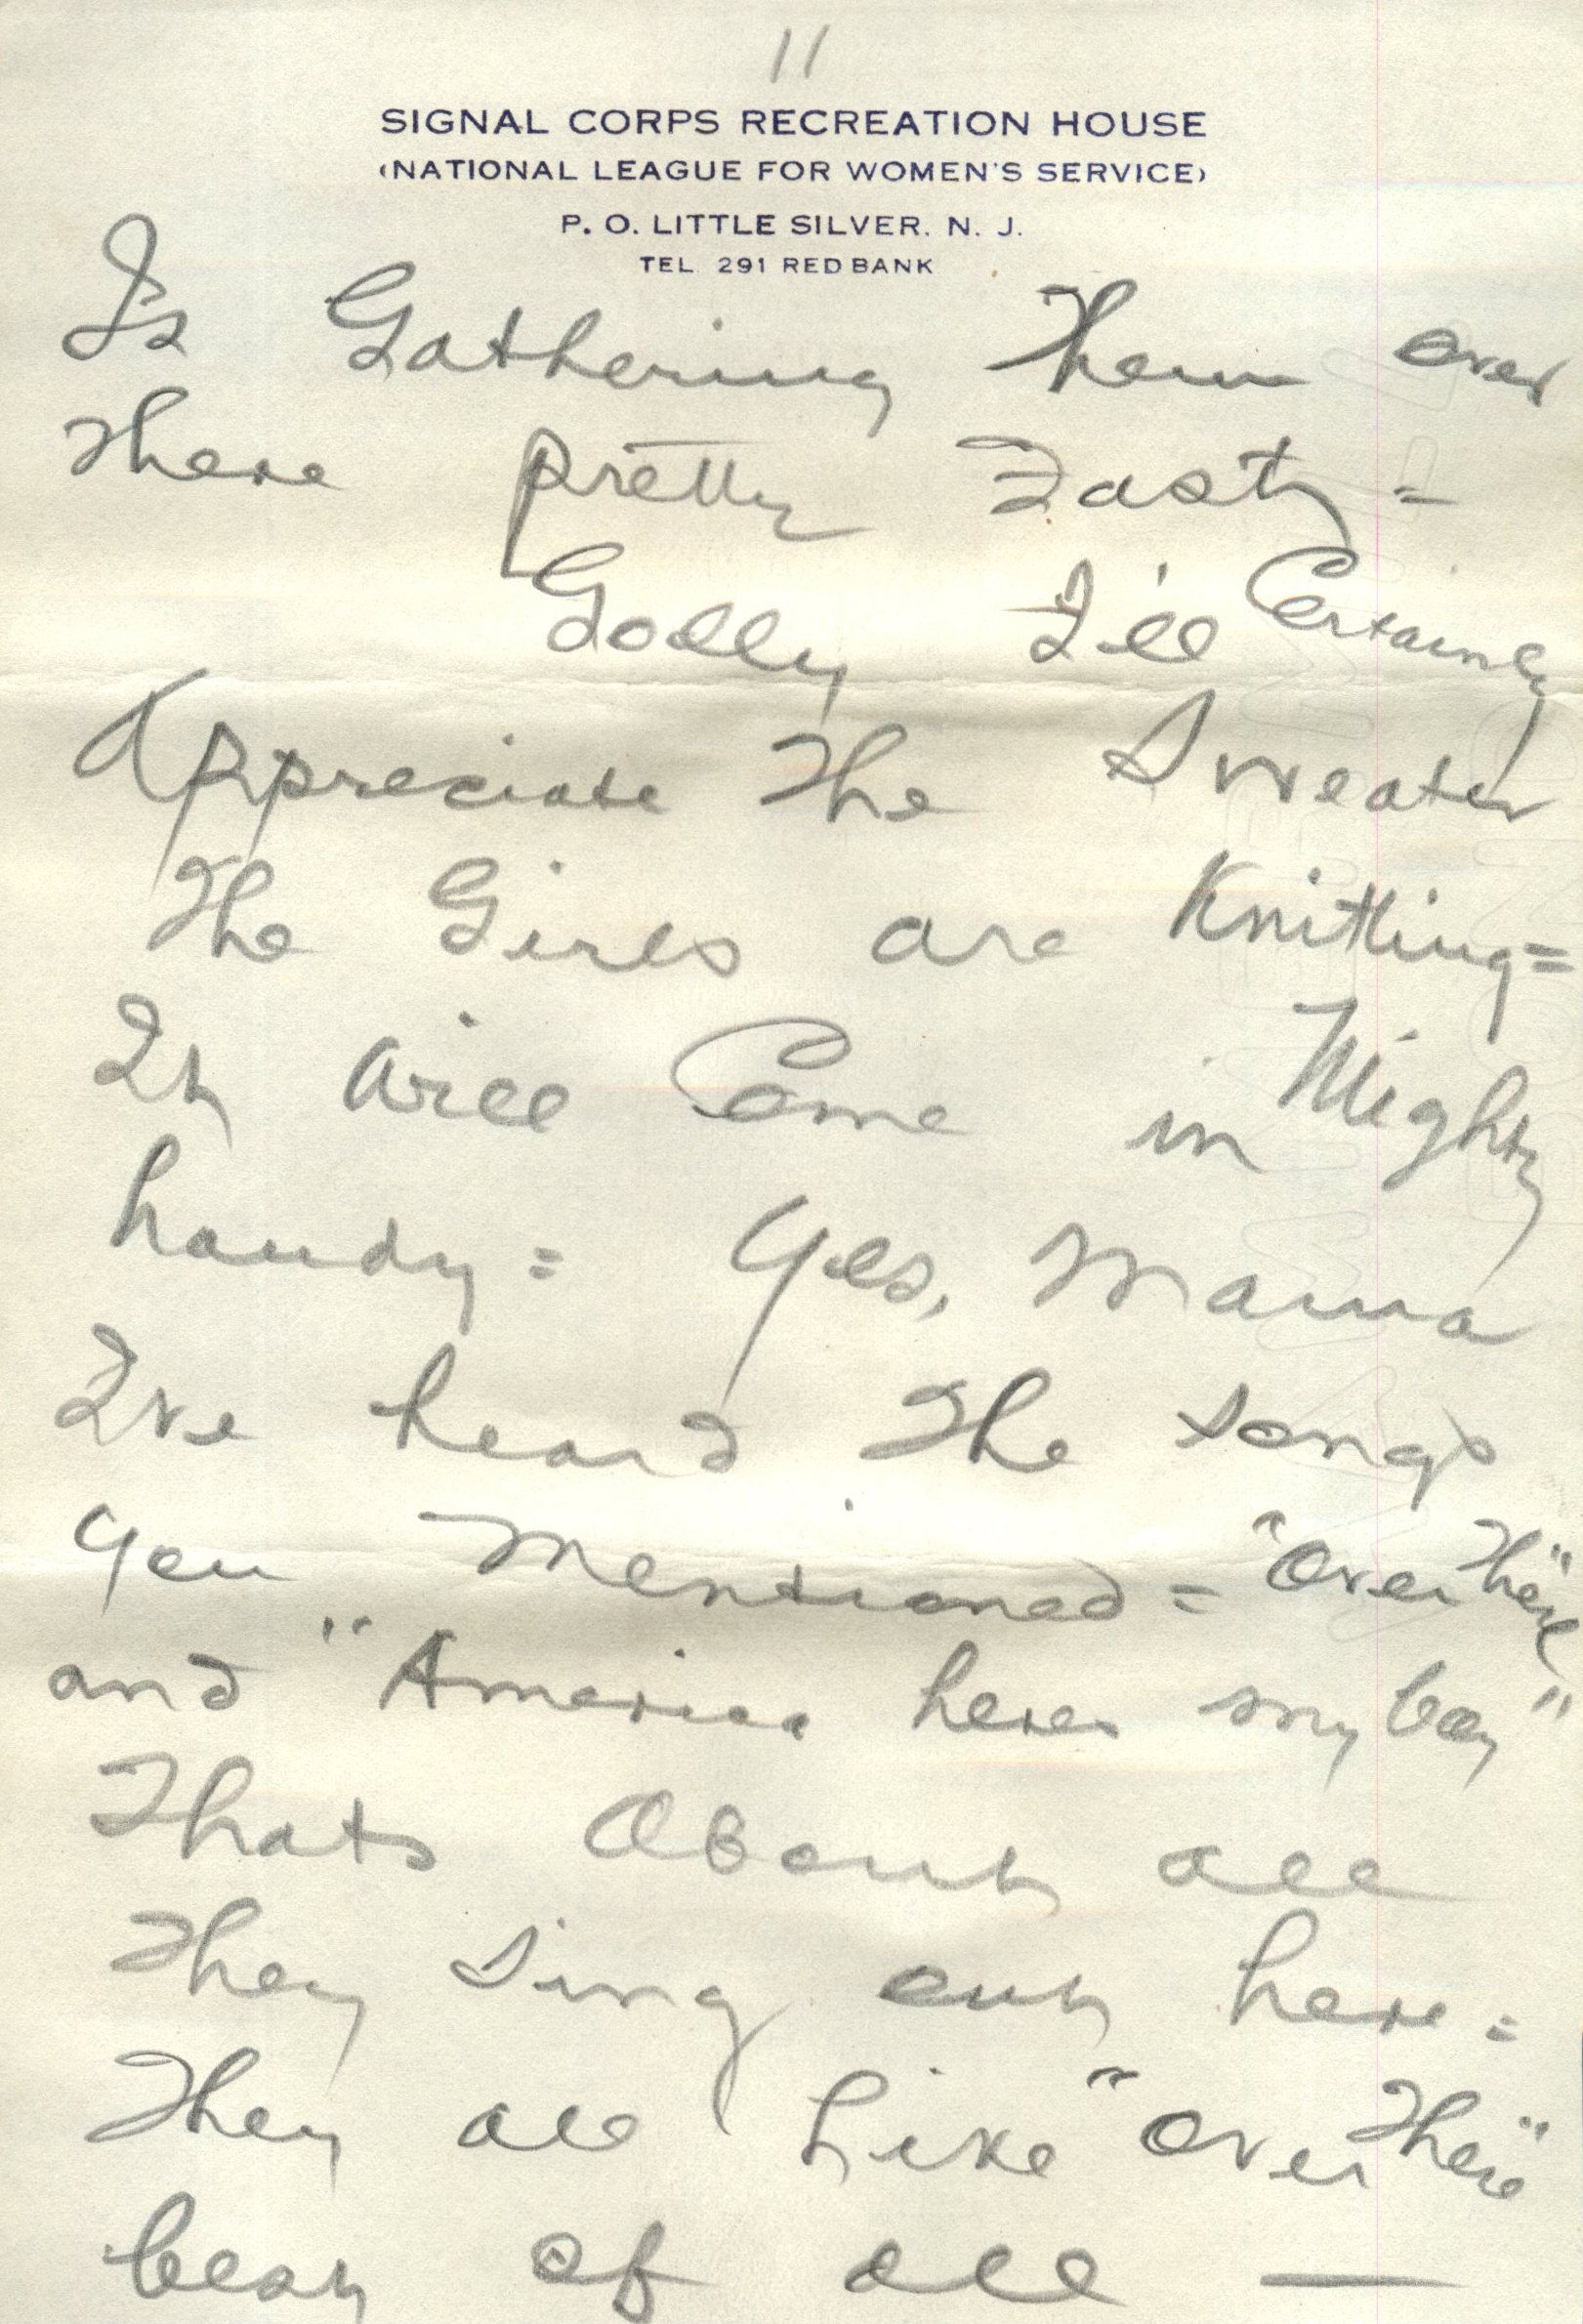 11
SIGNAL CORPS RECREATION HOUSE
(NATIONAL LEAGUE FOR WOMEN'S SERVICE)
P. O. LITTLE SILVER. N. J.
TEL. 291 RED BANK
Is Gathering Them over
There pretty Fast =
Golly I'll Certainly
Appreciate The Sweater
The Girls are Knitting =
It will Come in Mighty
handy = Yes, Mama
Ive heard The songs
you Mentioned = "Over There"
and "America heres my boy"
Thats About all
They Sing out here =
They all Like "Over There"
best of all —